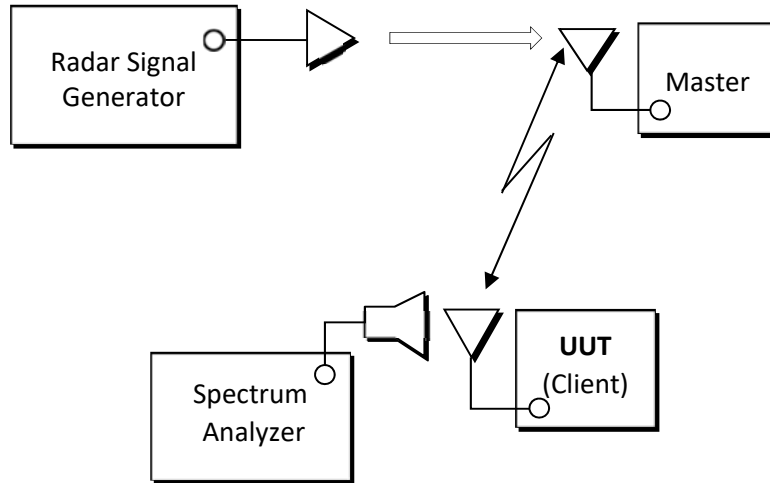 Radar Signal
Generator
Master
UUT
(Client)
Spectrum
Analyzer